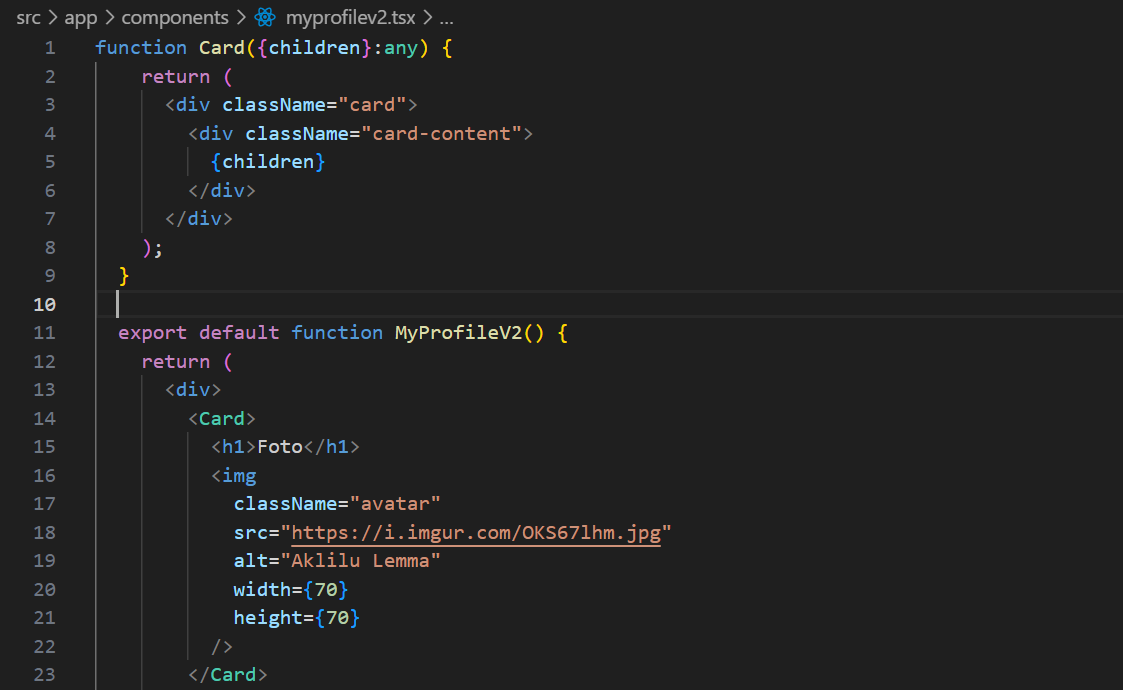 src > app > components > myprofilev2.tsx > ...
1 function Card({children}:any) {
2     return (
3       <div className="card">
4         <div className="card-content">
5           {children}
6         </div>
7       </div>
8     );
9   }
10
11   export default function MyProfileV2() {
12     return (
13       <div>
14         <Card>
15           <h1>Foto</h1>
16           <img
17             className="avatar"
18             src="https://i.imgur.com/OKS67lhm.jpg"
19             alt="Aklilu Lemma"
20             width={70}
21             height={70}
22           />
23         </Card>